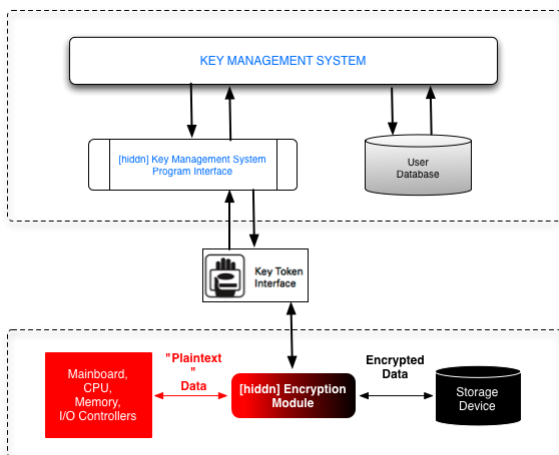 KEY MANAGEMENT SYSTEM
[hiddn] Key Management System
Program Interface
User
Database
Key Token
Interface
"Plaintext
"
Data
Mainboard,
CPU,
Memory,
I/O Controllers
[hiddn] Encryption
Module
Encrypted
Data
Storage
Device